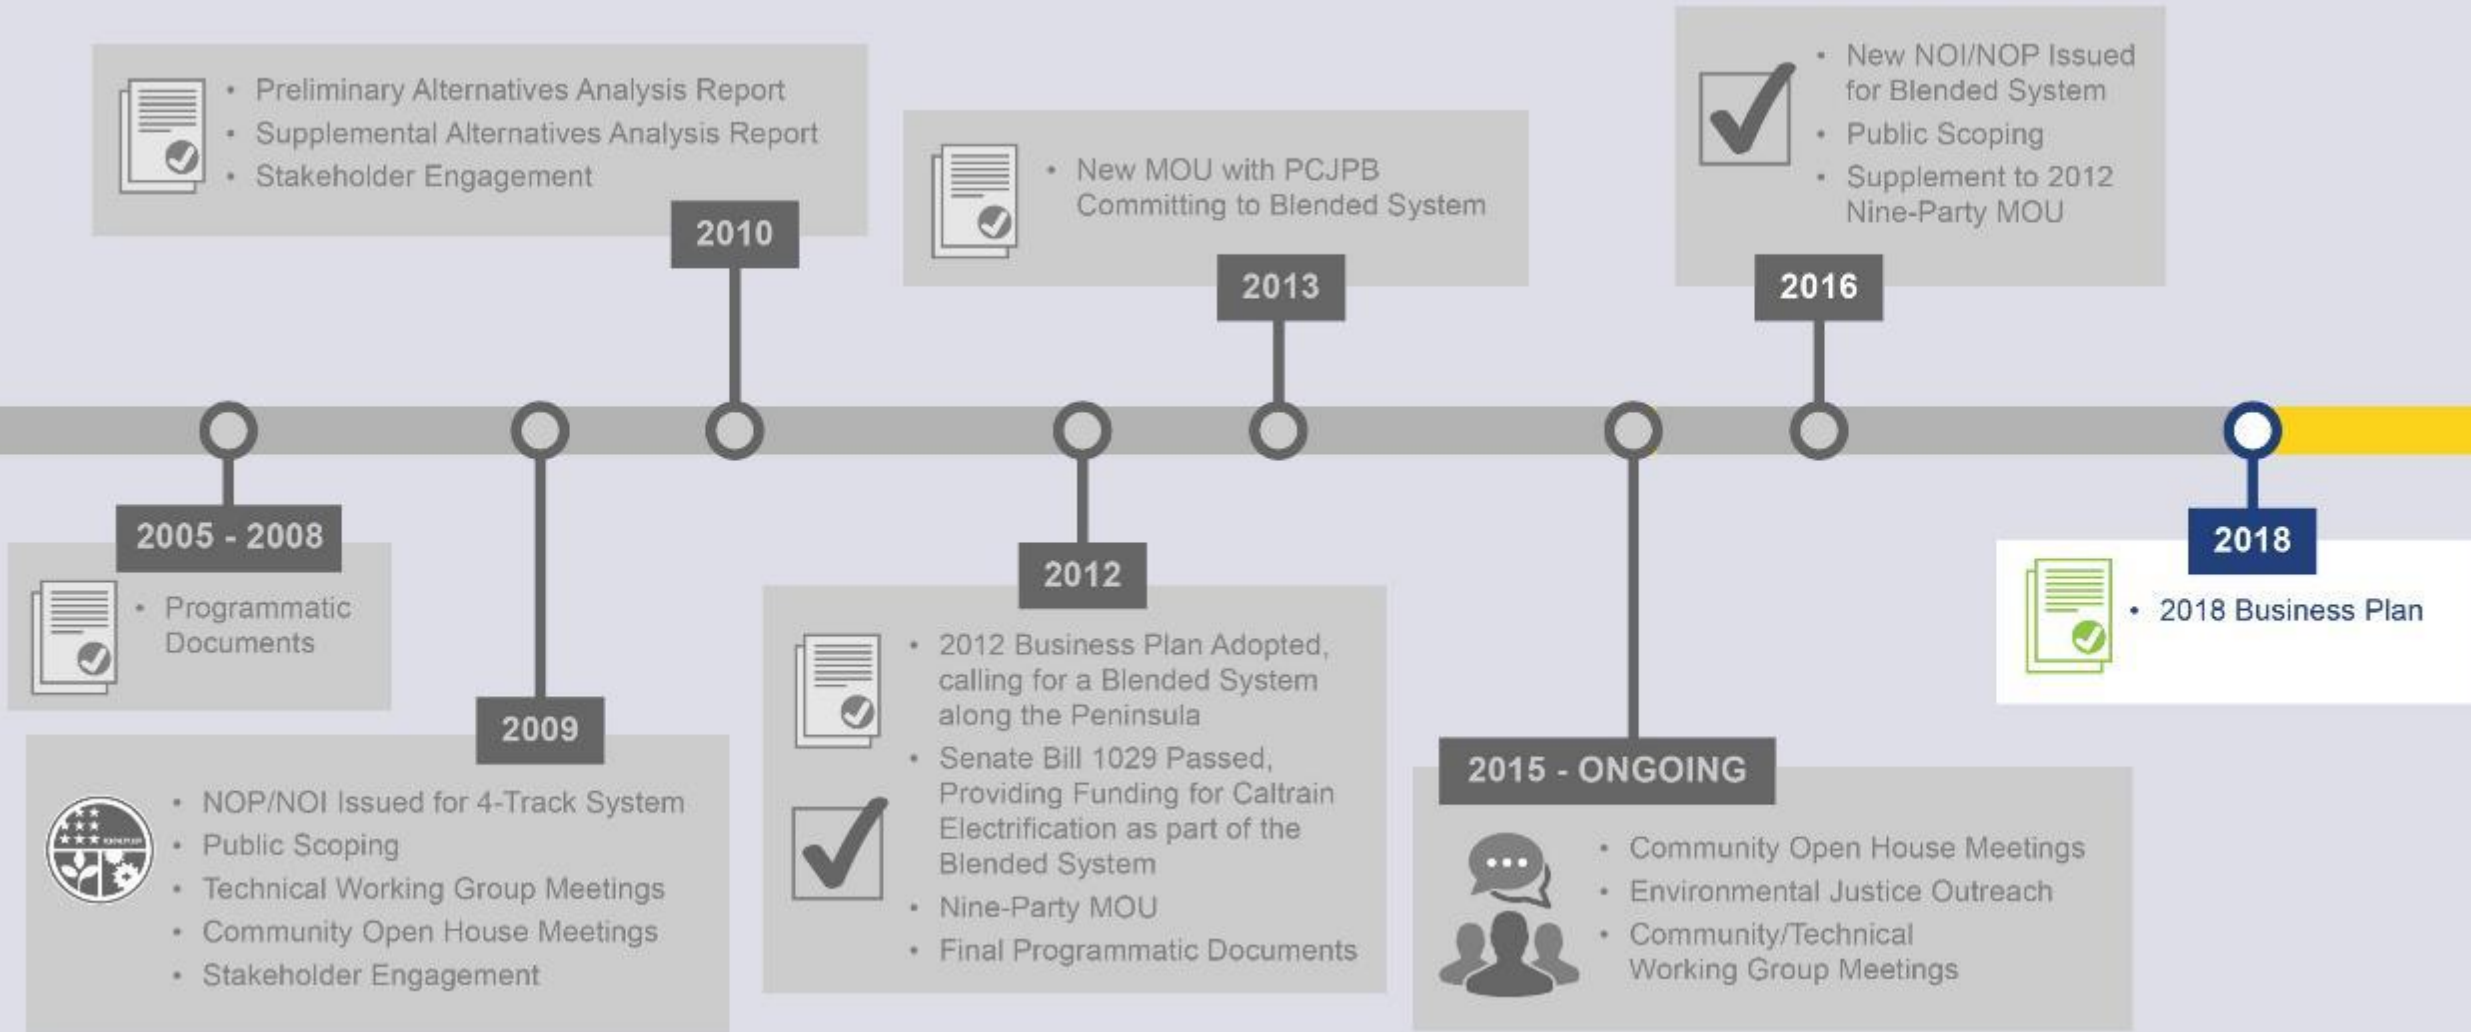 • Preliminary Alternatives Analysis Report
• Supplemental Alternatives Analysis Report
• Stakeholder Engagement
2010
• New MOU with PCJPB
Committing to Blended System
2013
• New NOI/NOP Issued
for Blended System
• Public Scoping
• Supplement to 2012
Nine-Party MOU
2016
2005 - 2008
• Programmatic
Documents
2009
• NOP/NOI Issued for 4-Track System
• Public Scoping
• Technical Working Group Meetings
• Community Open House Meetings
• Stakeholder Engagement
2012
• 2012 Business Plan Adopted,
calling for a Blended System
along the Peninsula
• Senate Bill 1029 Passed,
Providing Funding for Caltrain
Electrification as part of the
Blended System
• Nine-Party MOU
• Final Programmatic Documents
2015 - ONGOING
• Community Open House Meetings
• Environmental Justice Outreach
• Community/Technical
Working Group Meetings
2018
• 2018 Business Plan